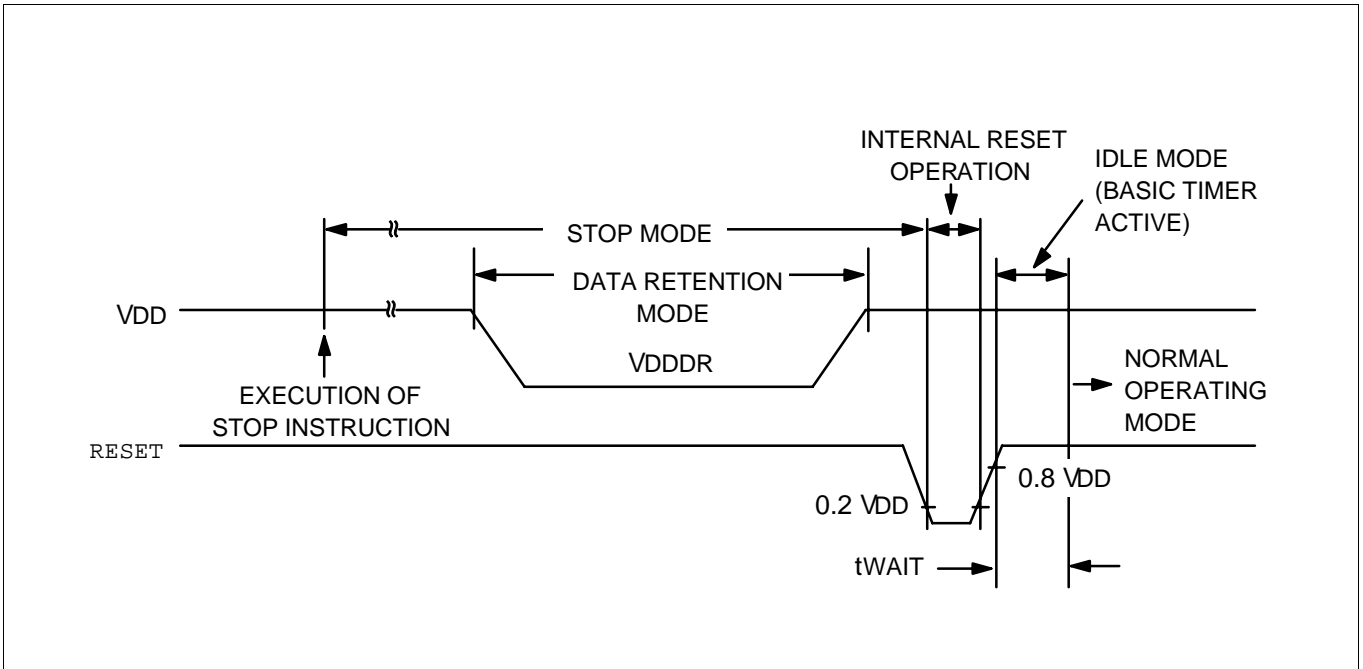 INTERNAL RESET
OPERATION
IDLE MODE
(BASIC TIMER
ACTIVE)
STOP MODE
DATA RETENTION
MODE
VDD
VDDDR
EXECUTION OF
STOP INSTRUCTION
NORMAL
OPERATING
MODE
RESET
0.2 VDD
0.8 VDD
tWAIT